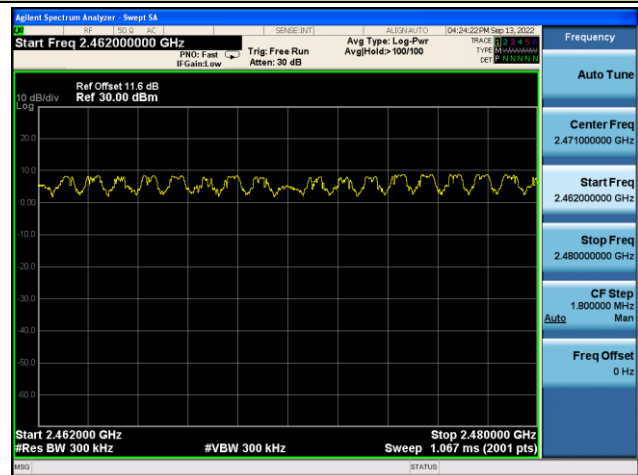 Agilent Spectrum Analyzer - Swept SA
RF 50 Ω AC SENSE:INT ALIGN AUTO 04:24:22 PM Sep 13, 2022
Start Freq 2.462000000 GHz
PNO: Fast
IFGain:Low
Trig: Free Run
Atten: 30 dB
Avg Type: Log-Pwr
Avg|Hold:>100/100
TRACE 1 2 3 4 5 6
TYPE
DET P N N N N N
Ref Offset 11.6 dB
10 dB/div Ref 30.00 dBm
Log
20.0
10.0
0.00
-10.0
-20.0
-30.0
-40.0
-50.0
-60.0
Start 2.462000 GHz Stop 2.480000 GHz
#Res BW 300 kHz #VBW 300 kHz Sweep 1.067 ms (2001 pts)
MSG STATUS
Frequency
Auto Tune
Center Freq
2.471000000 GHz
Start Freq
2.462000000 GHz
Stop Freq
2.480000000 GHz
CF Step
1.800000 MHz
Auto Man
Freq Offset
0 Hz